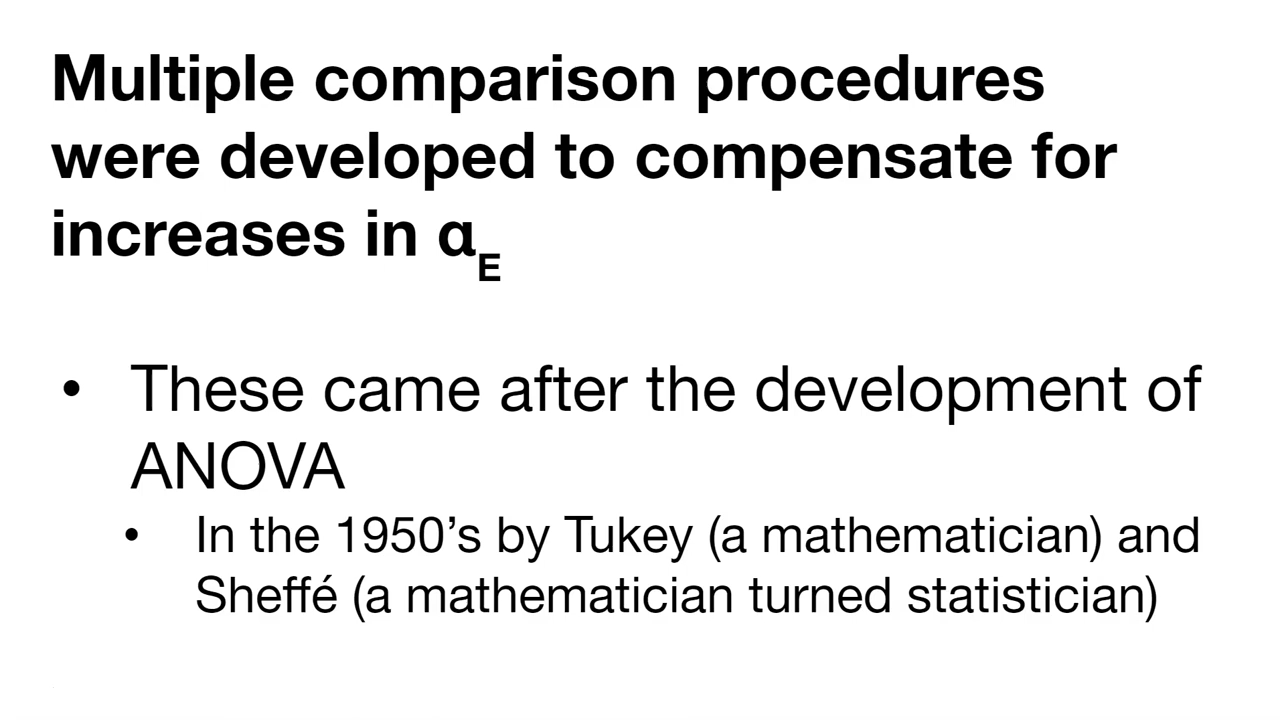 Multiple comparison procedures
were developed to compensate for
increases in αE
• These came after the development of
ANOVA
• In the 1950’s by Tukey (a mathematician) and
Sheffé (a mathematician turned statistician)